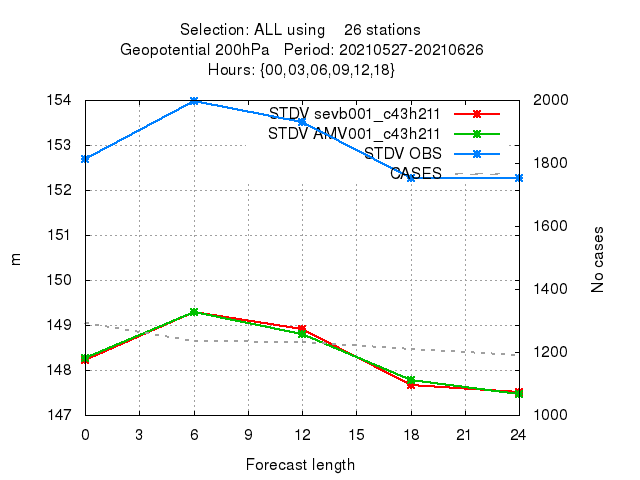 Selection: ALL using    26 stations
Geopotential 200hPa   Period: 20210527-20210626
Hours: {00,03,06,09,12,18}
STDV sevb001_c43h211
STDV AMV001_c43h211
STDV OBS
CASES
154
153
152
151
150
149
148
147
m
2000
1800
1600
1400
1200
1000
No cases
0 3 6 9 12 15 18 21 24
Forecast length